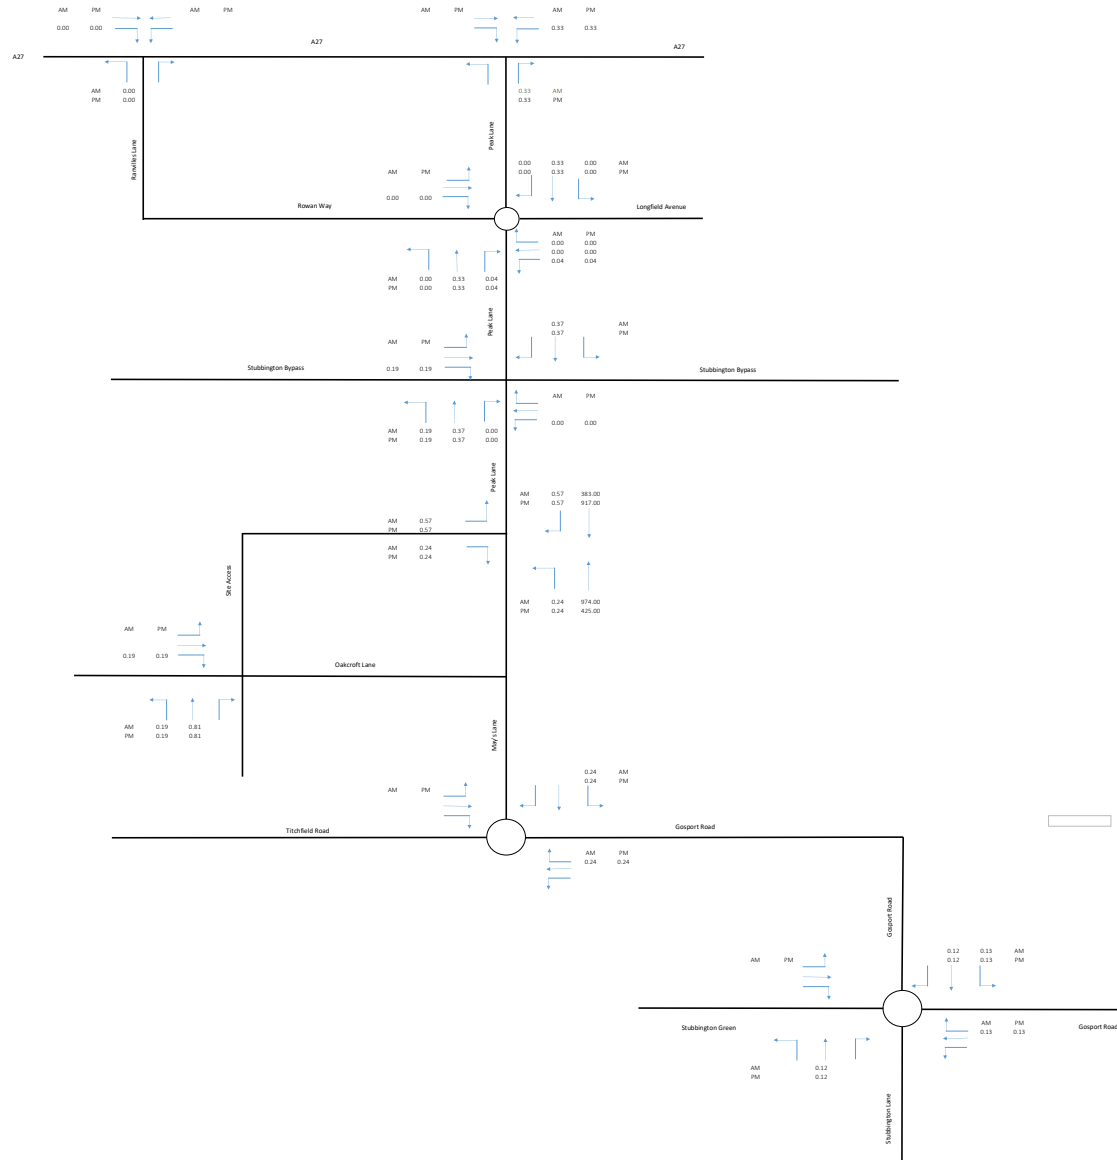 AM PM AM PM AM PM AM PM
0.00 0.00 0.33 0.33
A27
A27
A27
AM 0.00
PM 0.00
0.33 AM
0.33 PM
Ranvilles Lane
Peak Lane
0.00 0.33 0.00 AM
0.00 0.33 0.00 PM
AM PM
0.00 0.00
Rowan Way
Longfield Avenue
AM PM
0.00 0.00
0.00 0.00
0.04 0.04
AM 0.00 0.33 0.04
PM 0.00 0.33 0.04
Peak Lane
0.37 AM
0.37 PM
AM PM
0.19 0.19
Stubbington Bypass
Stubbington Bypass
AM PM
0.00 0.00
AM 0.19 0.37 0.00
PM 0.19 0.37 0.00
Peak Lane
AM 0.57 383.00
PM 0.57 917.00
AM 0.57
PM 0.57
AM 0.24
PM 0.24
Site Access
AM 0.24 974.00
PM 0.24 425.00
AM PM
0.19 0.19
Oakcroft Lane
AM 0.19 0.81
PM 0.19 0.81
May's Lane
0.24 AM
0.24 PM
AM PM
Titchfield Road
Gosport Road
AM PM
0.24 0.24
Gosport Road
0.12 0.13 AM
0.12 0.13 PM
AM PM
Stubbington Green
AM PM
0.13 0.13
Gosport Road
AM 0.12
PM 0.12
Stubbington Lane